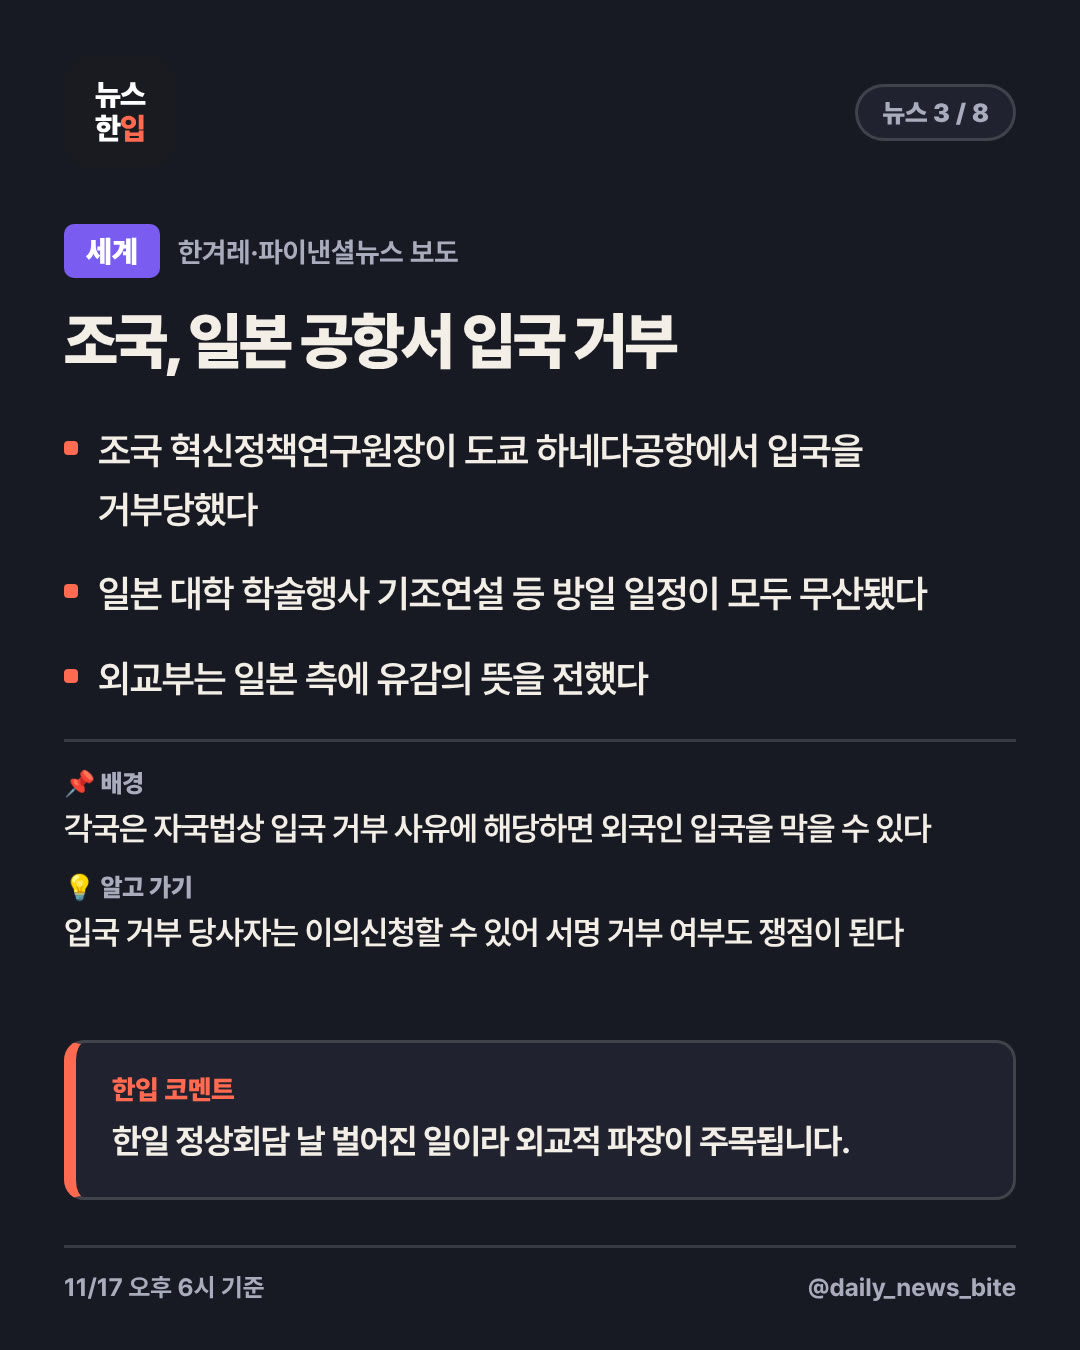 뉴스
한입
뉴스 3 / 8
세계
한겨레·파이낸셜뉴스 보도
조국, 일본 공항서 입국 거부
조국 혁신정책연구원장이 도쿄 하네다공항에서 입국을
거부당했다
일본 대학 학술행사 기조연설 등 방일 일정이 모두 무산됐다
외교부는 일본 측에 유감의 뜻을 전했다
📌 배경
각국은 자국법상 입국 거부 사유에 해당하면 외국인 입국을 막을 수 있다
💡 알고 가기
입국 거부 당사자는 이의신청할 수 있어 서명 거부 여부도 쟁점이 된다
한입 코멘트
한일 정상회담 날 벌어진 일이라 외교적 파장이 주목됩니다.
11/17 오후 6시 기준
@daily_news_bite